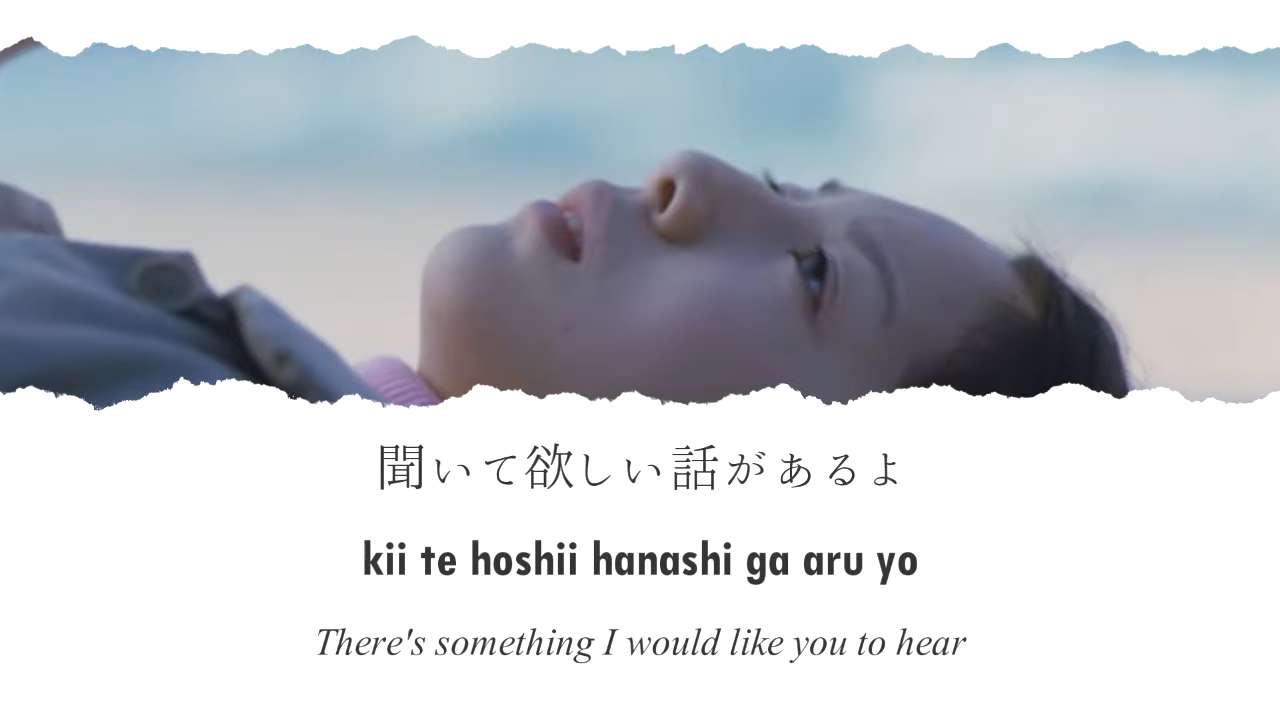 聞いて欲しい話があるよ
kii te hoshii hanashi ga aru yo
There's something I would like you to hear